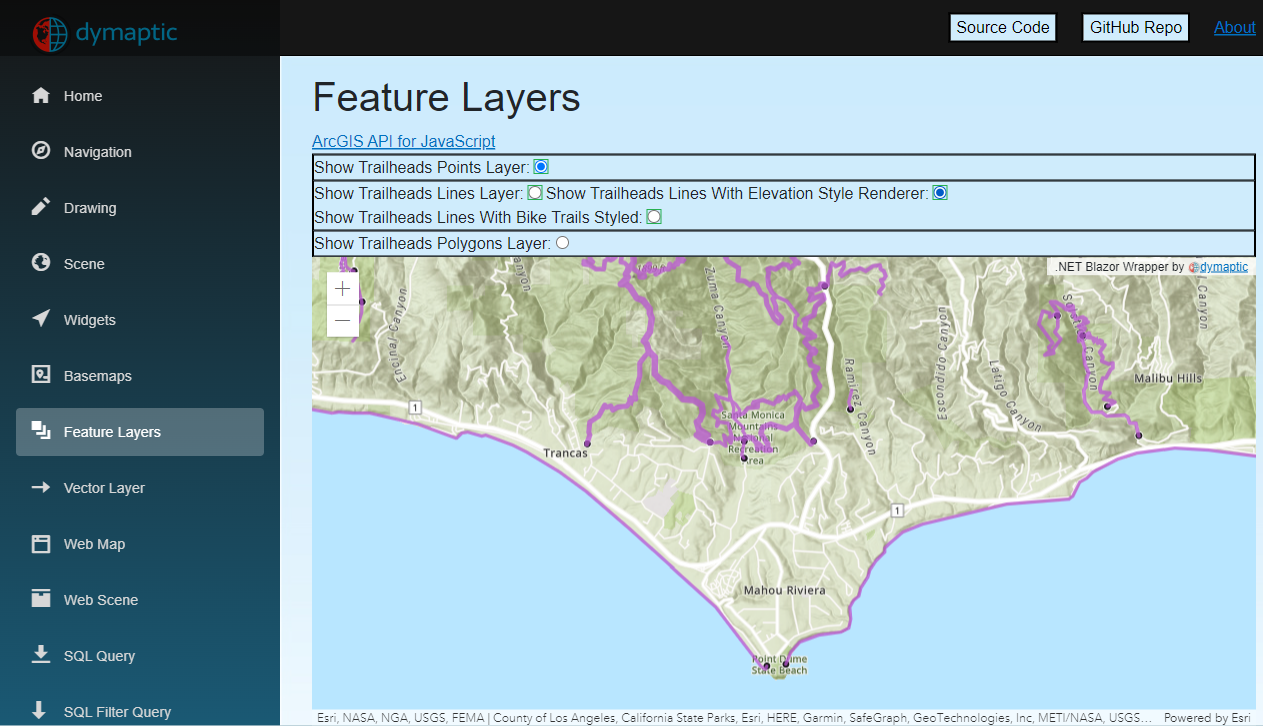 dymaptic
Source Code
GitHub Repo
About
Home
Navigation
Drawing
Scene
Widgets
Basemaps
Feature Layers
Vector Layer
Web Map
Web Scene
SQL Query
SQL Filter Query
Feature Layers
ArcGIS API for JavaScript
Show Trailheads Points Layer:
Show Trailheads Lines Layer: Show Trailheads Lines With Elevation Style Renderer:
Show Trailheads Lines With Bike Trails Styled:
Show Trailheads Polygons Layer:
.NET Blazor Wrapper by dymaptic
+
−
Encinal Canyon
Zuma Canyon
Ramirez Canyon
Escondido Canyon
Latigo Canyon
Solstice Canyon
Canyon
Malibu Hills
1
Santa Monica
Mountains
National
Recreation
Area
Trancas
1
Mahou Riviera
Point Dume
State Beach
Esri, NASA, NGA, USGS, FEMA | County of Los Angeles, California State Parks, Esri, HERE, Garmin, SafeGraph, GeoTechnologies, Inc, METI/NASA, USGS... Powered by Esri